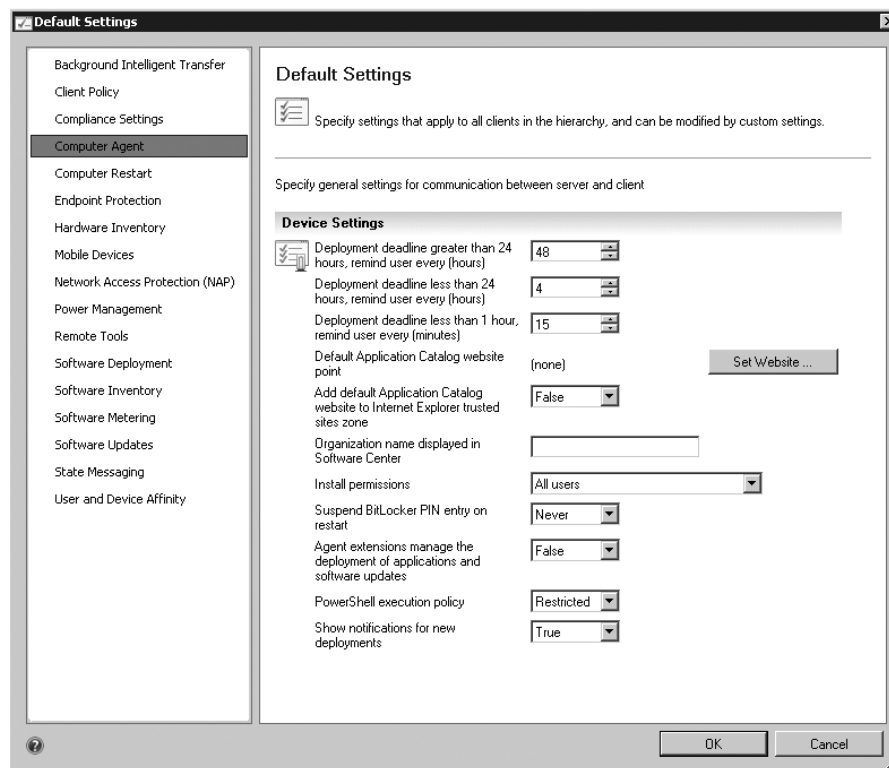 Default Settings
Background Intelligent Transfer
Client Policy
Compliance Settings
Computer Agent
Computer Restart
Endpoint Protection
Hardware Inventory
Mobile Devices
Network Access Protection (NAP)
Power Management
Remote Tools
Software Deployment
Software Inventory
Software Metering
Software Updates
State Messaging
User and Device Affinity
Default Settings
Specify settings that apply to all clients in the hierarchy, and can be modified by custom settings.
Specify general settings for communication between server and client
Device Settings
Deployment deadline greater than 24
hours, remind user every (hours)
48
Deployment deadline less than 24
hours, remind user every (hours)
4
Deployment deadline less than 1 hour,
remind user every (minutes)
15
Default Application Catalog website
point
(none)
Set Website ...
Add default Application Catalog
website to Internet Explorer trusted
sites zone
False
Organization name displayed in
Software Center
Install permissions
All users
Suspend BitLocker PIN entry on
restart
Never
Agent extensions manage the
deployment of applications and
software updates
False
PowerShell execution policy
Restricted
Show notifications for new
deployments
True
OK
Cancel